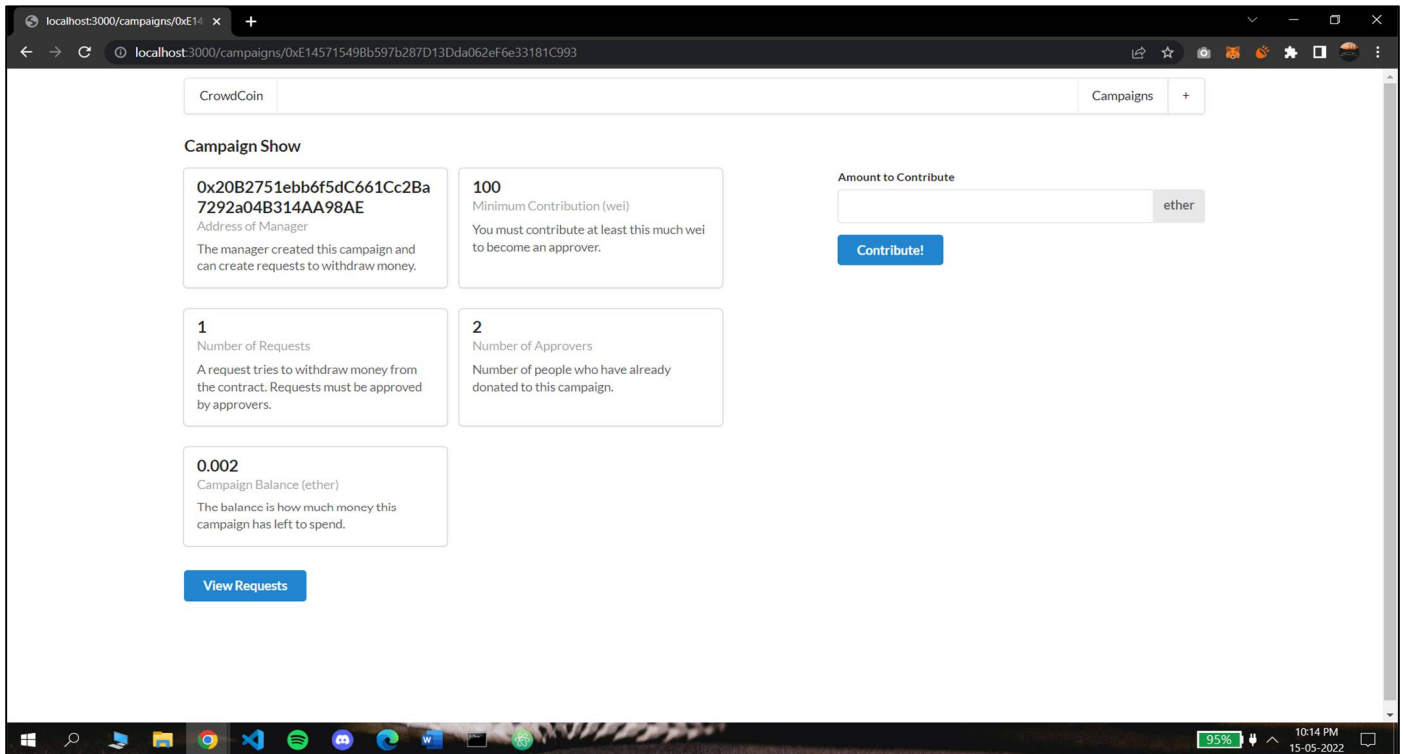 localhost:3000/campaigns/0xE14
localhost:3000/campaigns/0xE14571549Bb597b287D13Dda062eF6e33181C993
CrowdCoin
Campaigns
+
Campaign Show
0x20B2751ebb6f5dC661Cc2Ba
7292a04B314AA98AE
Address of Manager
The manager created this campaign and
can create requests to withdraw money.
100
Minimum Contribution (wei)
You must contribute at least this much wei
to become an approver.
Amount to Contribute
ether
Contribute!
1
Number of Requests
A request tries to withdraw money from
the contract. Requests must be approved
by approvers.
2
Number of Approvers
Number of people who have already
donated to this campaign.
0.002
Campaign Balance (ether)
The balance is how much money this
campaign has left to spend.
View Requests
95%
10:14 PM
15-05-2022